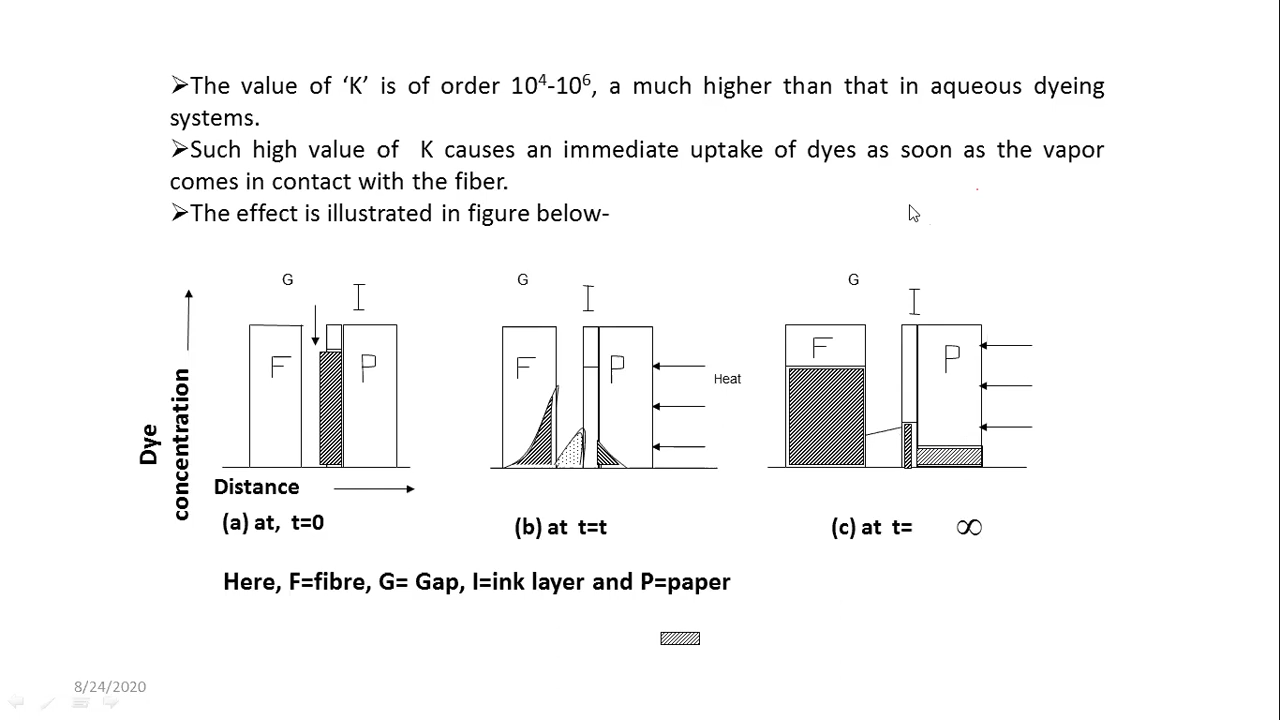 ➢The value of ‘K’ is of order 10⁴-10⁶, a much higher than that in aqueous dyeing
systems.
➢Such high value of K causes an immediate uptake of dyes as soon as the vapor
comes in contact with the fiber.
➢The effect is illustrated in figure below-
G I G I G I
F P F P F P
Heat
Dye
concentration
Distance
(a) at, t=0 (b) at t=t (c) at t= ∞
Here, F=fibre, G= Gap, I=ink layer and P=paper
8/24/2020